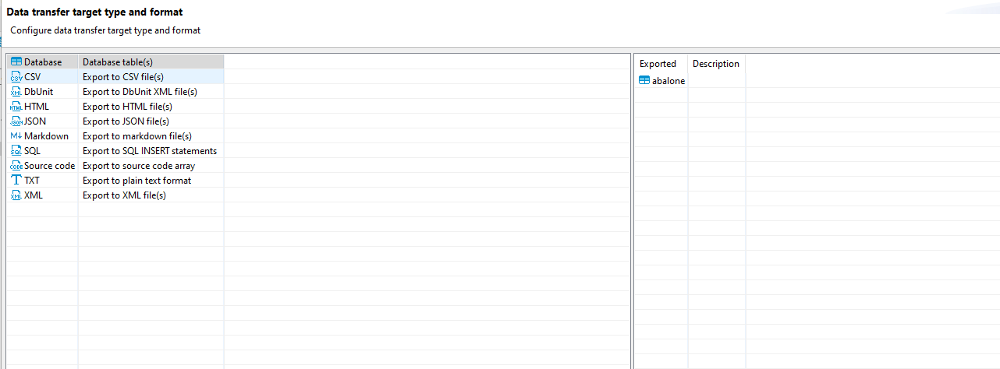 Data transfer target type and format
Configure data transfer target type and format
Database Database table(s)
CSV Export to CSV file(s)
DbUnit Export to DbUnit XML file(s)
HTML Export to HTML file(s)
JSON Export to JSON file(s)
Markdown Export to markdown file(s)
SQL Export to SQL INSERT statements
Source code Export to source code array
TXT Export to plain text format
XML Export to XML file(s)
Exported Description
abalone